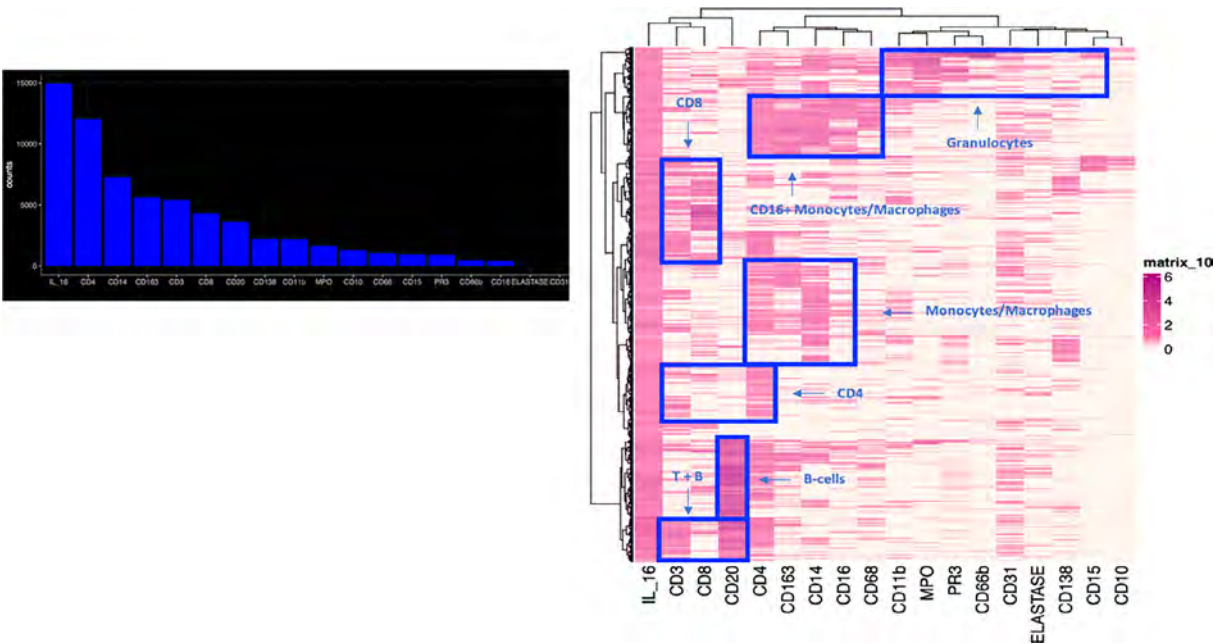 15000
10000
5000
0
counts
IL_16 CD4 CD14 CD163 CD3 CD8 CD20 CD138 CD11b MPO CD10 CD68 CD15 PR3 CD66b CD16 ELASTASE CD31
CD8
Granulocytes
CD16+ Monocytes/Macrophages
Monocytes/Macrophages
CD4
T + B
B-cells
matrix_10
6
4
2
0
IL_16
CD3
CD8
CD20
CD4
CD163
CD14
CD16
CD68
CD11b
MPO
PR3
CD66b
CD31
ELASTASE
CD138
CD15
CD10